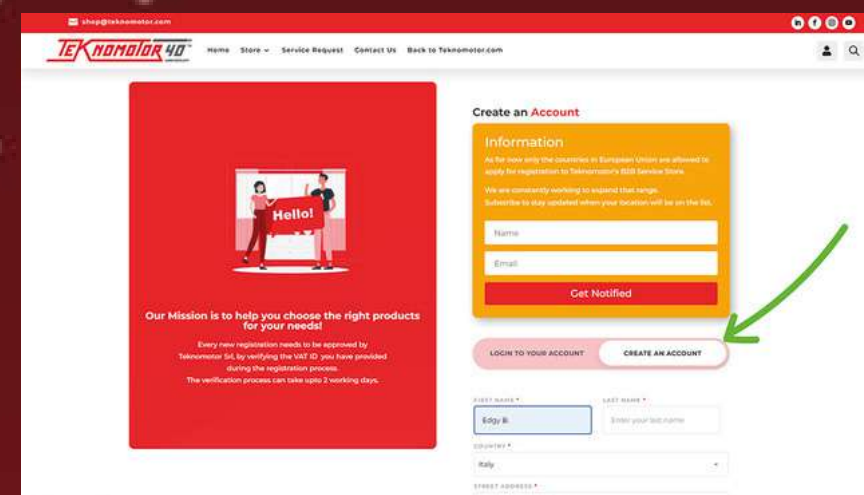 shop@teknomotor.com
TEKNOMOTOR 40
Home Store Service Request Contact Us Back to Teknomotor.com
Hello!
Our Mission is to help you choose the right products
for your needs!
Every new registration needs to be approved by
Teknomotor Srl, by verifying the VAT ID you have provided
during the registration process.
The verification process can take upto 2 working days.
Create an Account
Information
As for now only the countries in European Union are allowed to
apply for registration to Teknomotor's B2B Service Store.
We are constantly working to expand that range.
Subscribe to stay updated when your location will be on the list.
Name
Email
Get Notified
LOGIN TO YOUR ACCOUNT
CREATE AN ACCOUNT
FIRST NAME * LAST NAME *
Edgy B. Enter your last name
COUNTRY *
Italy
STREET ADDRESS *